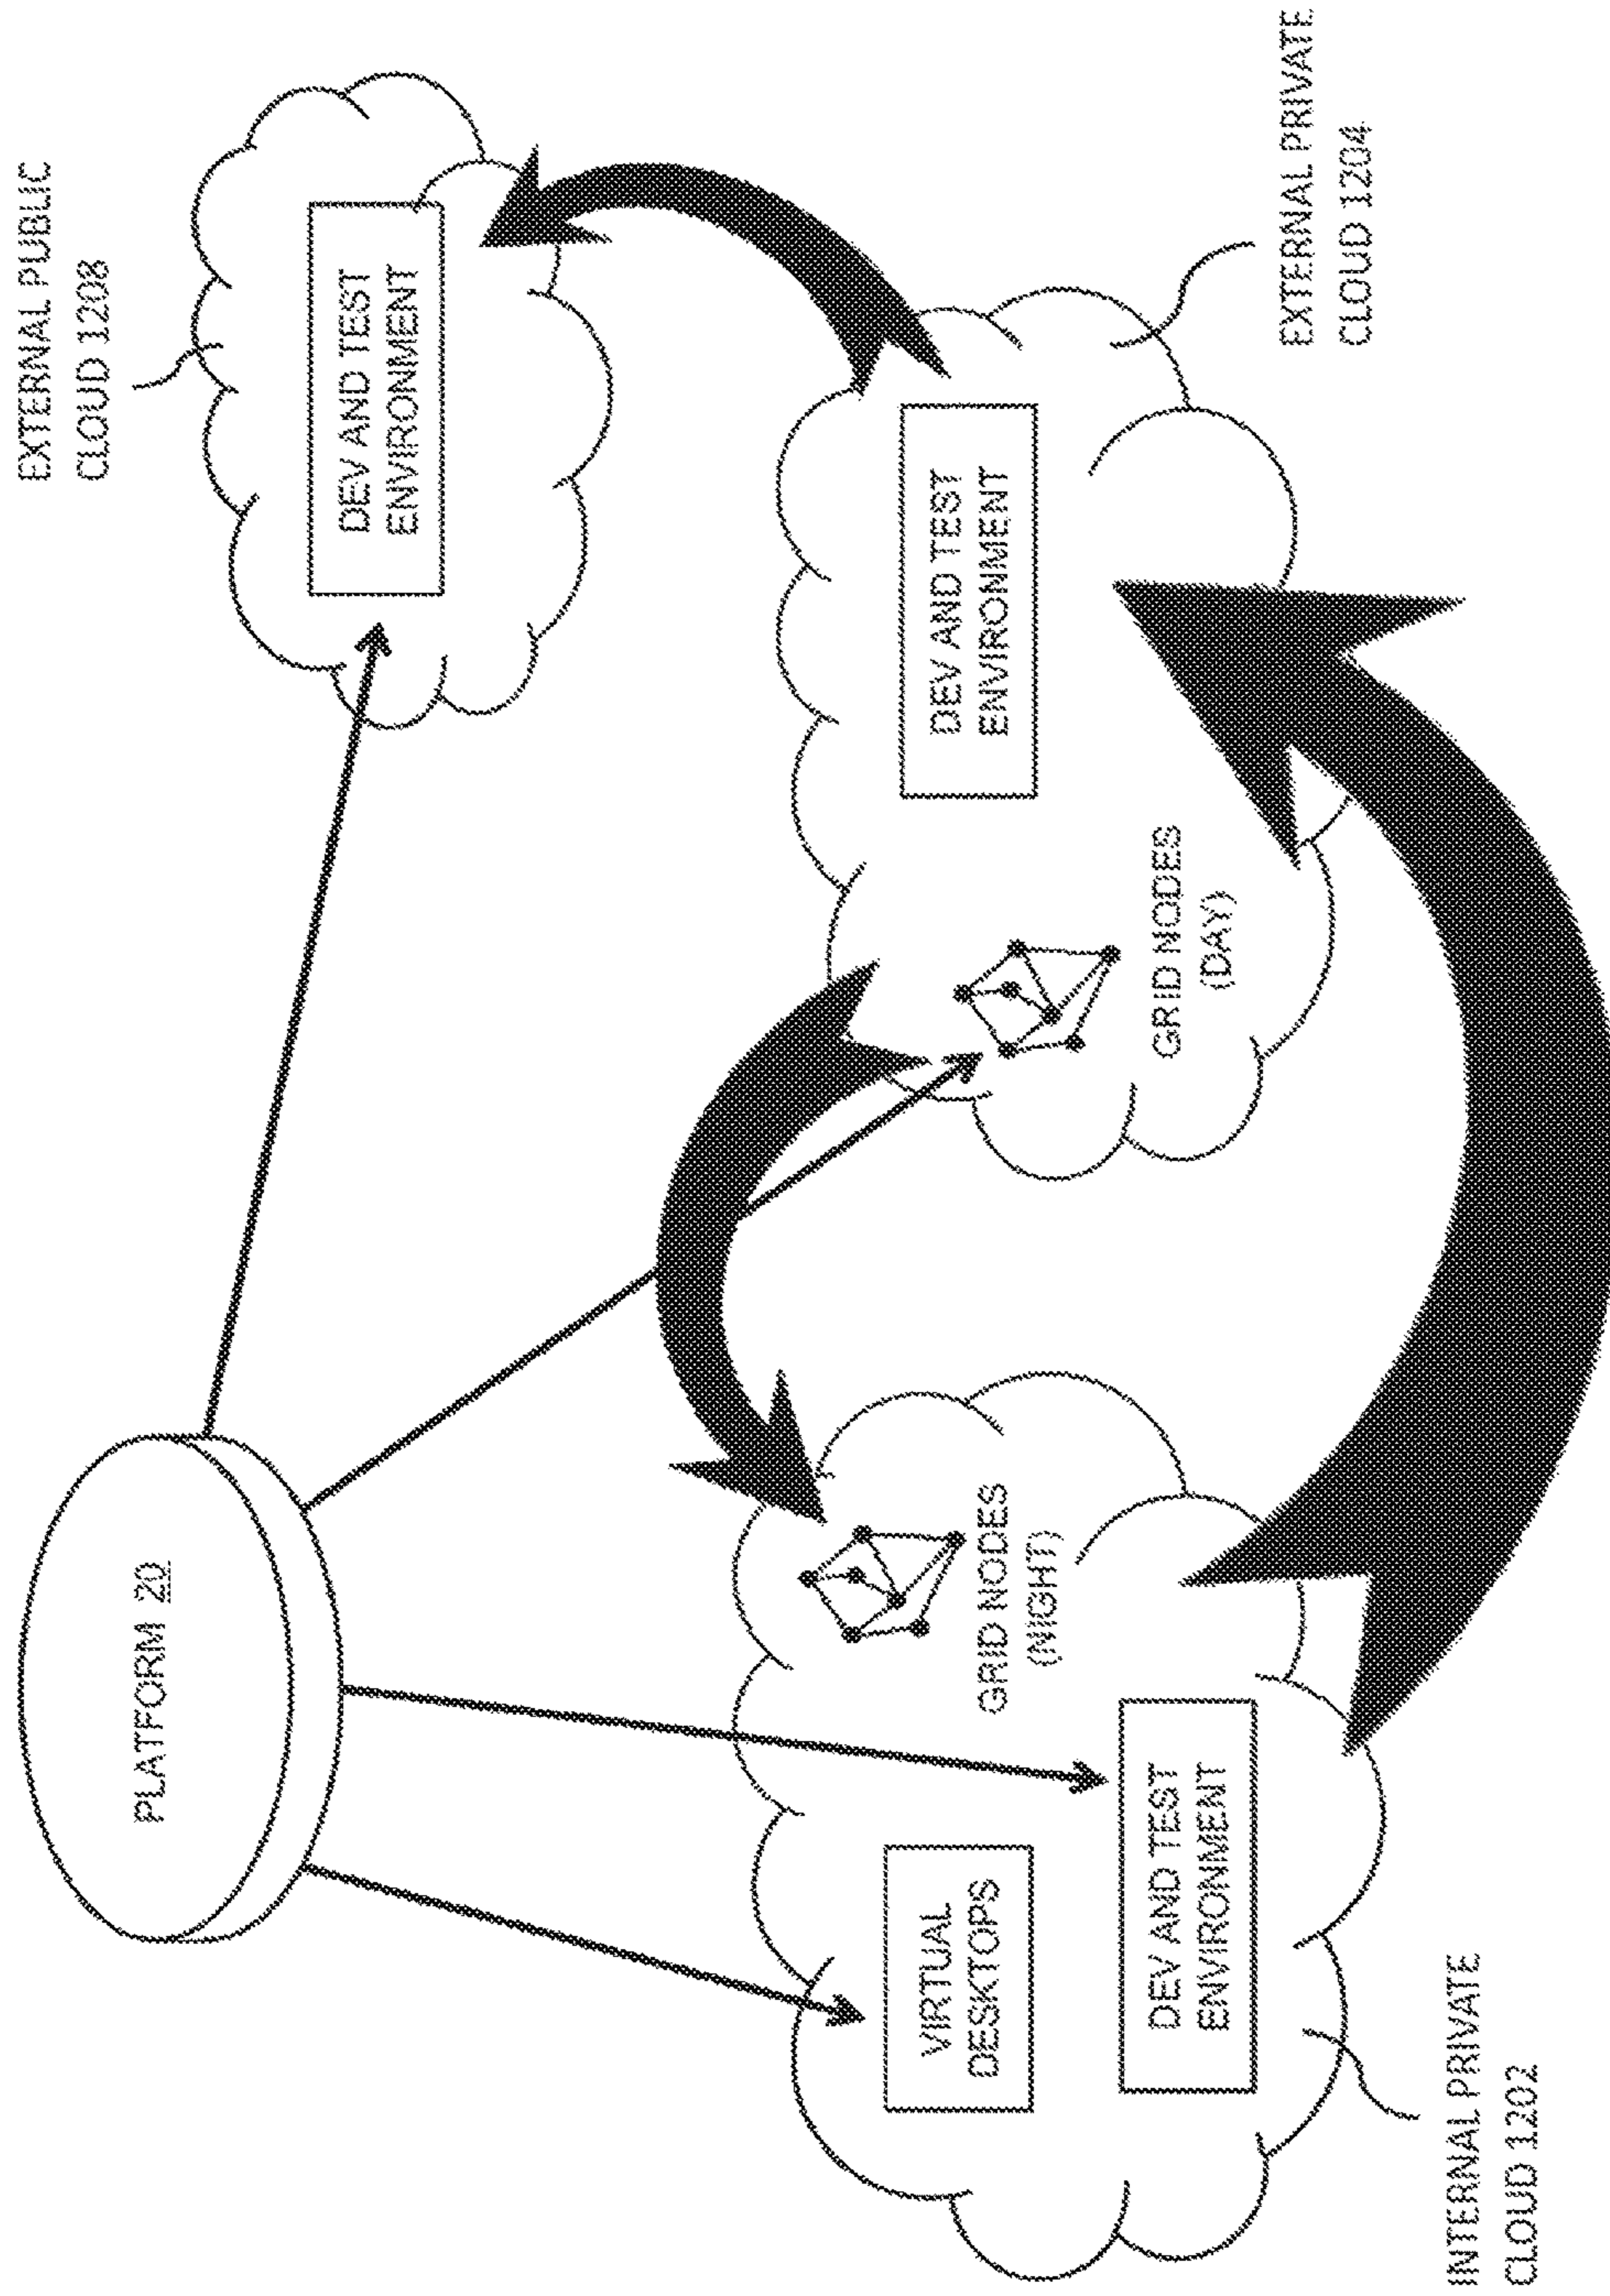 PLATFORM 20
EXTERNAL PUBLIC
CLOUD 1208
DEV AND TEST
ENVIRONMENT
VIRTUAL
DESKTOPS
GRID NODES
(NIGHT)
DEV AND TEST
ENVIRONMENT
INTERNAL PRIVATE
CLOUD 1202
DEV AND TEST
ENVIRONMENT
GRID NODES
(DAY)
EXTERNAL PRIVATE
CLOUD 1204